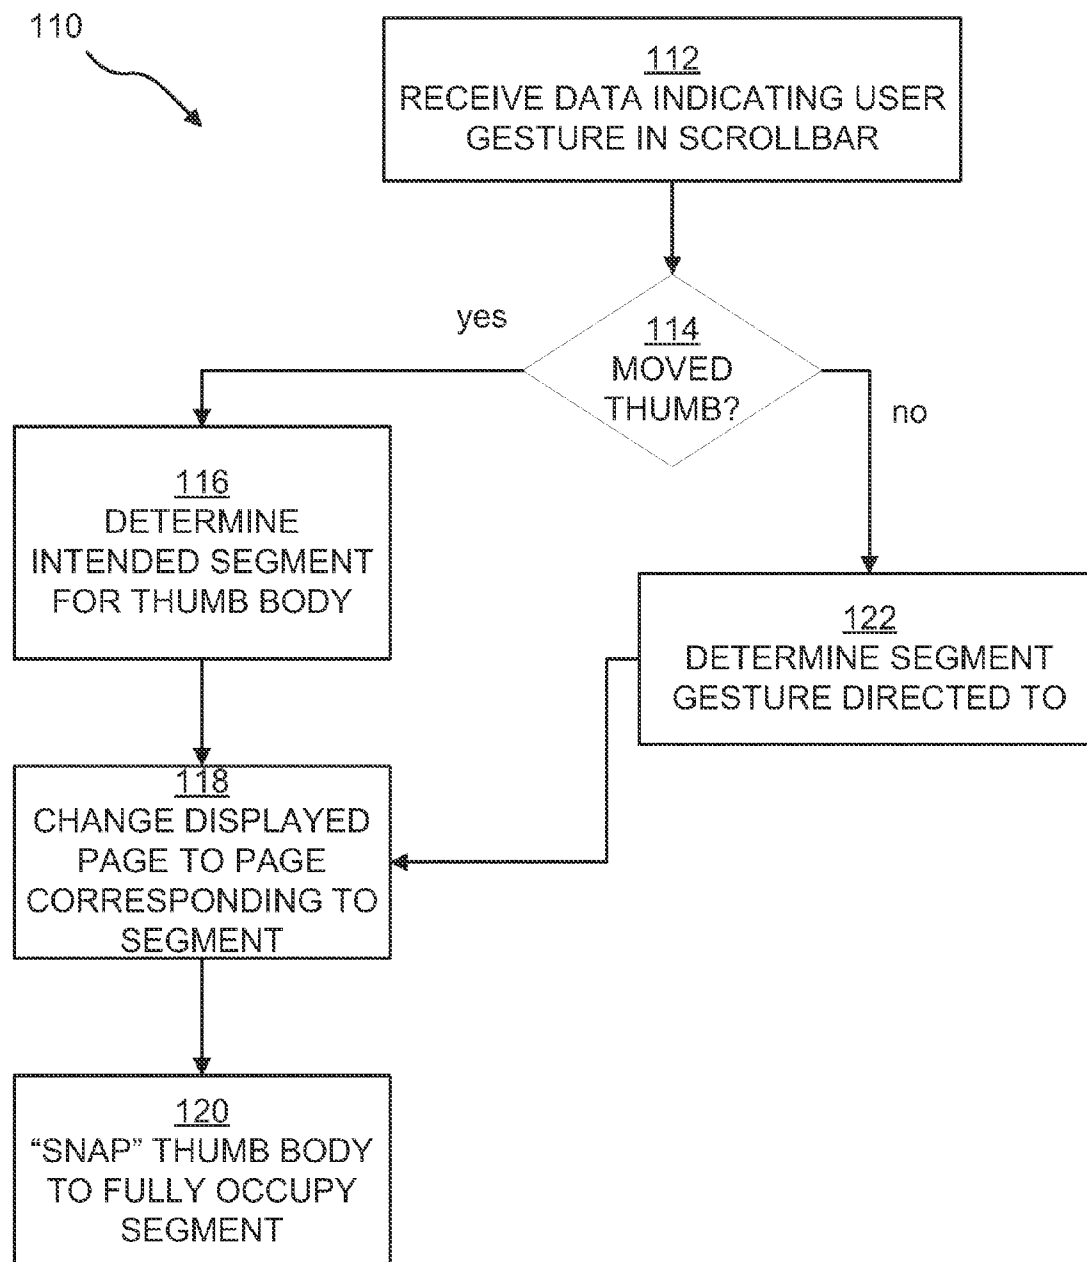 110
112
RECEIVE DATA INDICATING USER
GESTURE IN SCROLLBAR
yes
114
MOVED
THUMB?
no
116
DETERMINE
INTENDED SEGMENT
FOR THUMB BODY
122
DETERMINE SEGMENT
GESTURE DIRECTED TO
118
CHANGE DISPLAYED
PAGE TO PAGE
CORRESPONDING TO
SEGMENT
120
“SNAP” THUMB BODY
TO FULLY OCCUPY
SEGMENT